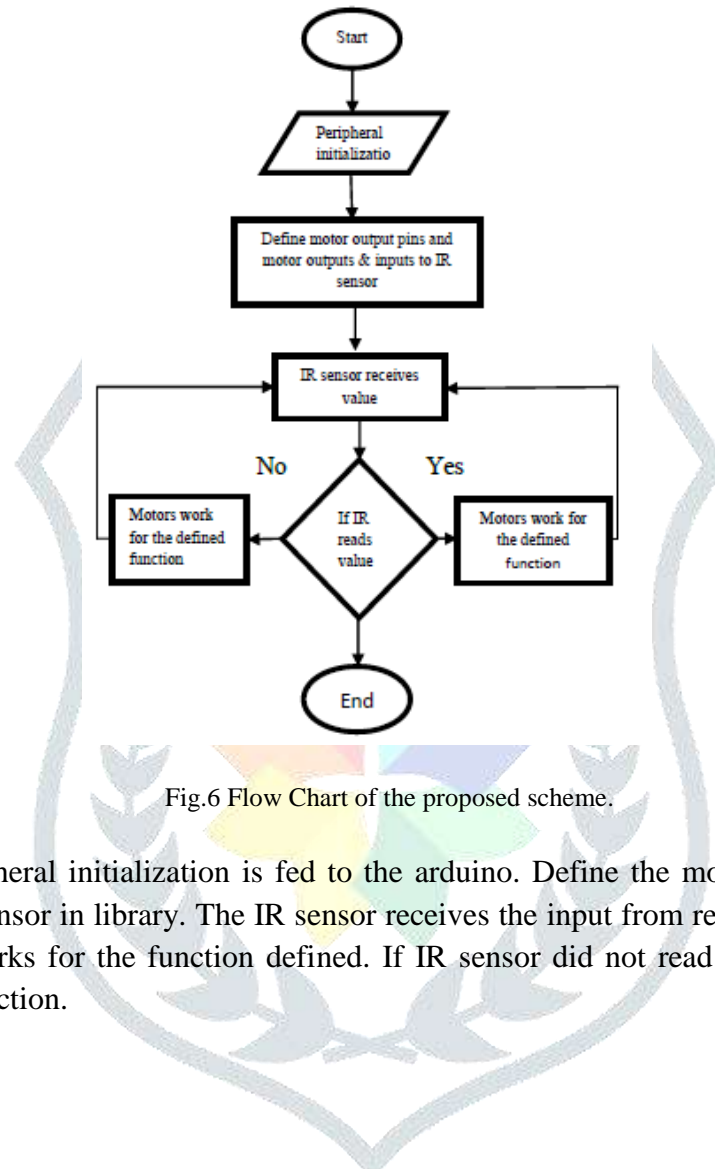 Start
Peripheral
initializatio
Define motor output pins and
motor outputs & inputs to IR
sensor
IR sensor receives
value
No
Yes
Motors work
for the defined
function
If IR
reads
value
Motors work for
the defined
function
End
Fig.6 Flow Chart of the proposed scheme.
heral initialization is fed to the arduino. Define the mo
nsor in library. The IR sensor receives the input from re
rks for the function defined. If IR sensor did not read
ction.